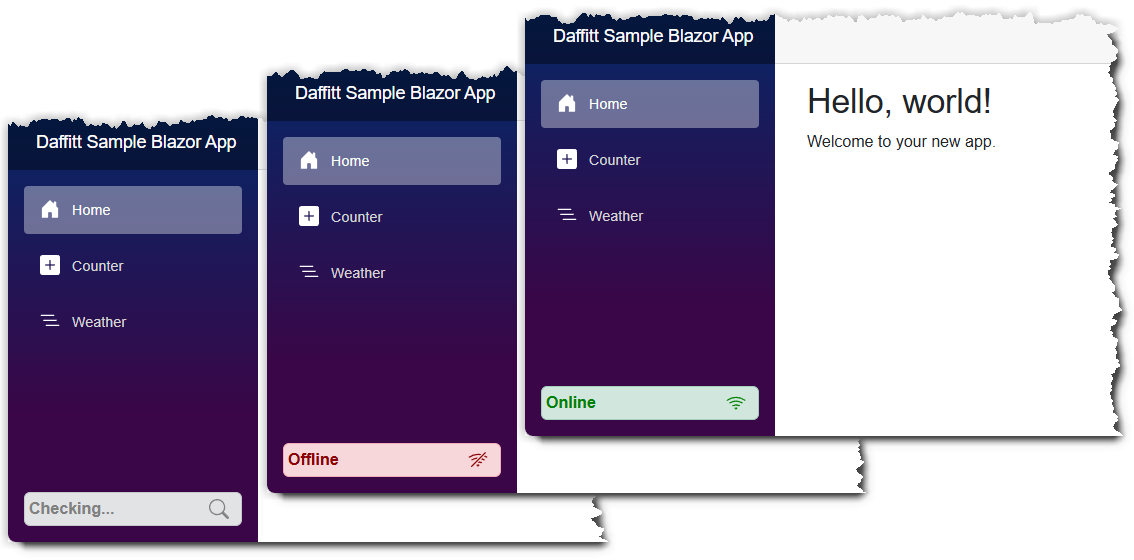 Daffitt Sample Blazor App
Home
Counter
Weather
Checking...
Daffitt Sample Blazor App
Home
Counter
Weather
Offline
Daffitt Sample Blazor App
Home
Counter
Weather
Online
Hello, world!
Welcome to your new app.